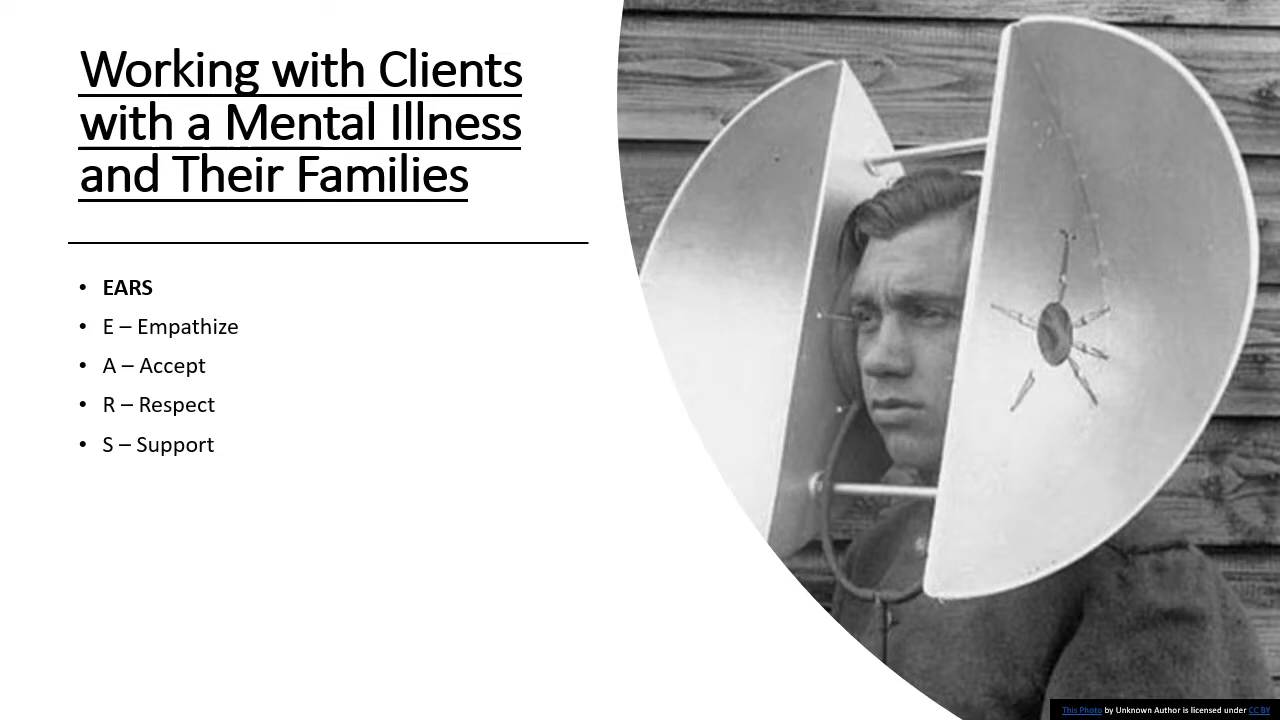 Working with Clients
with a Mental Illness
and Their Families
• EARS
• E – Empathize
• A – Accept
• R – Respect
• S – Support
This Photo by Unknown Author is licensed under CC BY